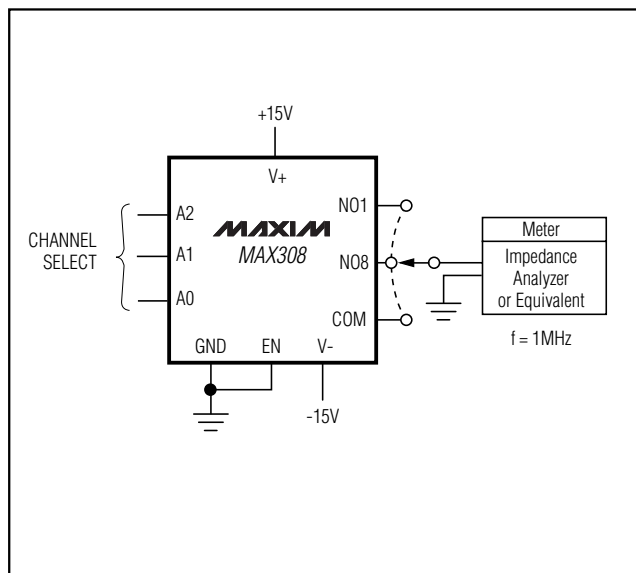 +15V
V+
A2
A1
A0
CHANNEL
SELECT
MAXIM
MAX308
NO1
NO8
COM
GND
EN
V-
-15V
Meter
Impedance
Analyzer
or Equivalent
f = 1MHz